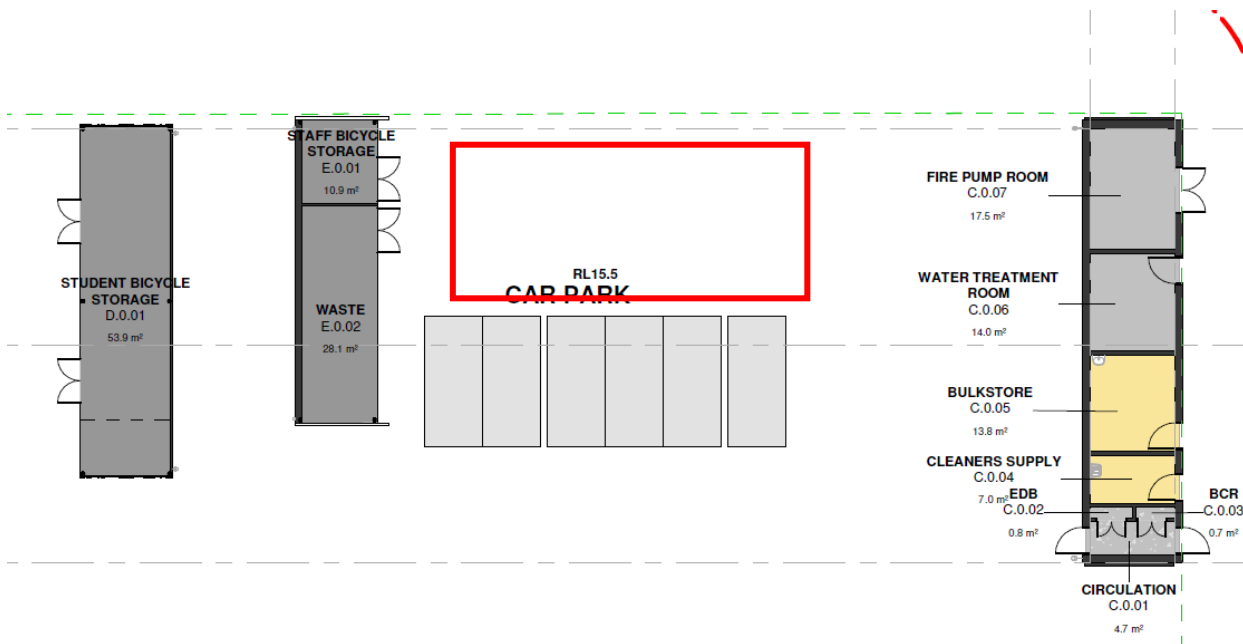 STAFF BICYCLE
STORAGE
E.0.01
10.9 m²
STUDENT BICYCLE
STORAGE
D.0.01
53.9 m²
WASTE
E.0.02
28.1 m²
RL15.5
CAR PARK
FIRE PUMP ROOM
C.0.07
17.5 m²
WATER TREATMENT
ROOM
C.0.06
14.0 m²
BULKSTORE
C.0.05
13.8 m²
CLEANERS SUPPLY
C.0.04
7.0 m²
EDB
C.0.02
0.8 m²
BCR
C.0.03
0.7 m²
CIRCULATION
C.0.01
4.7 m²